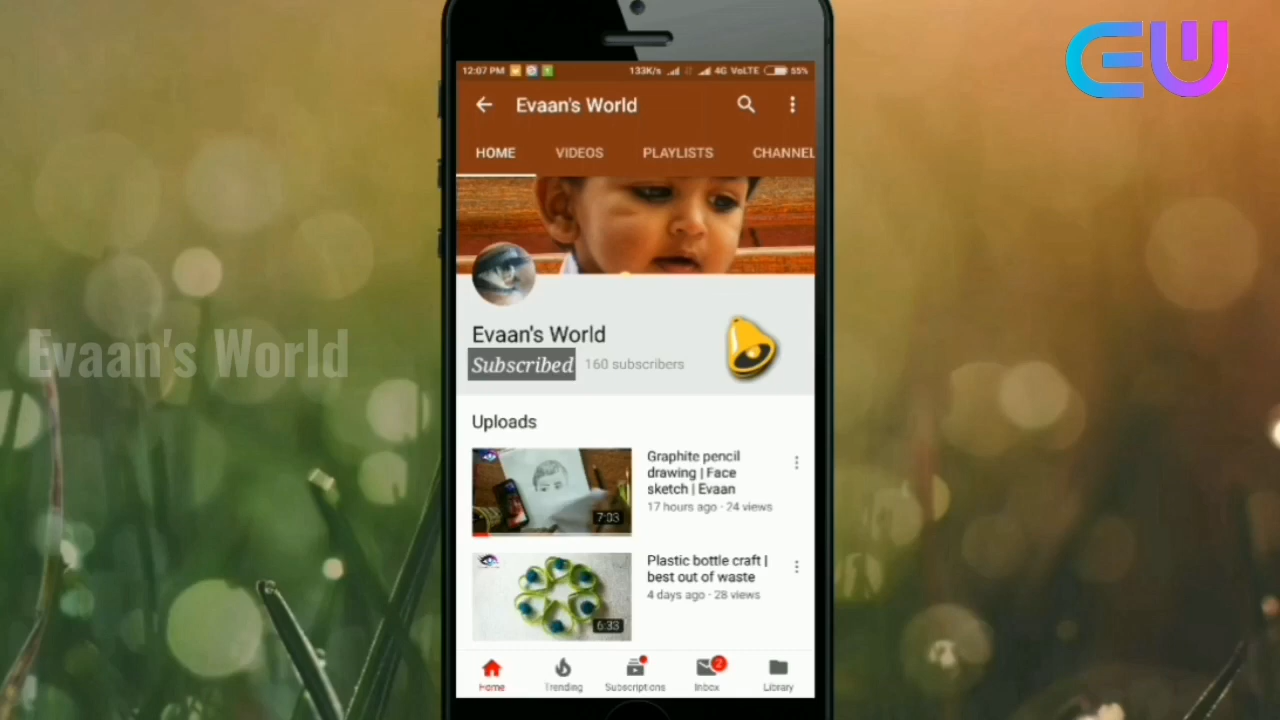 EW
12:07 PM 133K/s 4G VoLTE 55%
Evaan's World
HOME VIDEOS PLAYLISTS CHANNEL
Evaan's World
Evaan's World
Subscribed 160 subscribers
Uploads
Graphite pencil
drawing | Face
sketch | Evaan
17 hours ago · 24 views
7:03
Plastic bottle craft |
best out of waste
4 days ago · 28 views
6:33
2
Home Trending Subscriptions Inbox Library